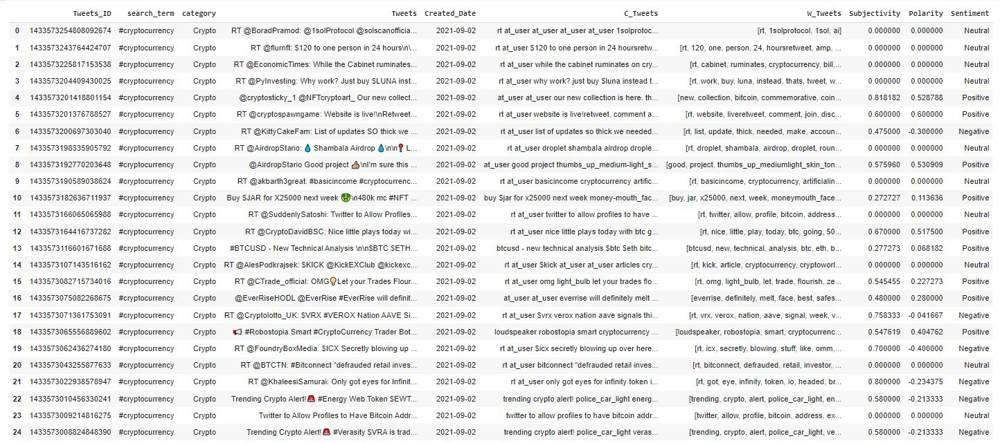 Tweets_ID search_term category Tweets Created_Date C_Tweets W_Tweets Subjectivity Polarity Sentiment
0 1433573254808092674 #cryptocurrency Crypto RT @BoradPramod: @1solProtocol @solscanofficia... 2021-09-02 rt at_user at_user at_user at_user 1solprotoc... [rt, 1solprotocol, 1sol, ai] 0.000000 0.000000 Neutral
1 1433573243764424707 #cryptocurrency Crypto RT @flurnft: $120 to one person in 24 hours\n\... 2021-09-02 rt at_user $120 to one person in 24 hoursretw... [rt, 120, one, person, 24, hoursretweet, amp, ... 0.000000 0.000000 Neutral
2 1433573225817153538 #cryptocurrency Crypto RT @EconomicTimes: While the Cabinet ruminates... 2021-09-02 rt at_user while the cabinet ruminates on cry... [rt, cabinet, ruminates, cryptocurrency, bill,... 0.000000 0.000000 Neutral
3 1433573204409430025 #cryptocurrency Crypto RT @PyInvesting: Why work? Just buy $LUNA inst... 2021-09-02 rt at_user why work? just buy $luna instead t... [rt, work, buy, luna, instead, thats, tweet, w... 0.000000 0.000000 Neutral
4 1433573201418801154 #cryptocurrency Crypto @cryptosticky_1 @NFTcryptoart_ Our new collect... 2021-09-02 at_user at_user our new collection is here. th... [new, collection, bitcoin, commemorative, coin... 0.818182 0.528788 Positive
5 1433573201376788527 #cryptocurrency Crypto RT @cryptospawngame: Website is live!\nRetweet... 2021-09-02 rt at_user website is live!retweet, comment a... [rt, website, liveretweet, comment, join, disc... 0.600000 0.600000 Positive
6 1433573200697303040 #cryptocurrency Crypto RT @KittyCakeFam: List of updates SO thick we ... 2021-09-02 rt at_user list of updates so thick we needed... [rt, list, update, thick, needed, make, accoun... 0.475000 -0.300000 Negative
7 1433573198335905792 #cryptocurrency Crypto RT @AirdropStario: 💧 Shambala Airdrop 💧\n\n📍 L... 2021-09-02 rt at_user droplet shambala airdrop drople... [rt, droplet, shambala, airdrop, droplet, roun... 0.000000 0.000000 Neutral
8 1433573192770203648 #cryptocurrency Crypto @AirdropStario Good project 👍🏼\nI'm sure this ... 2021-09-02 at_user good project thumbs_up_medium-light_s... [good, project, thumbs_up_mediumlight_skin_ton... 0.575960 0.530909 Positive
9 1433573190589038624 #cryptocurrency Crypto RT @akbarth3great: #basicincome #cryptocurrenc... 2021-09-02 rt at_user basicincome cryptocurrency artific... [rt, basicincome, cryptocurrency, artificialin... 0.000000 0.000000 Neutral
10 1433573182636711937 #cryptocurrency Crypto Buy $JAR for X25000 next week 🤑\n480k mc #NFT ... 2021-09-02 buy $jar for x25000 next week money-mouth_fac... [buy, jar, x25000, next, week, moneymouth_face... 0.272727 0.113636 Positive
11 1433573166065065988 #cryptocurrency Crypto RT @SuddenlySatoshi: Twitter to Allow Profiles... 2021-09-02 rt at_user twitter to allow profiles to have ... [rt, twitter, allow, profile, bitcoin, address... 0.000000 0.000000 Neutral
12 1433573164416737282 #cryptocurrency Crypto RT @CryptoDavidBSC: Nice little plays today wi... 2021-09-02 rt at_user nice little plays today with btc g... [rt, nice, little, play, today, btc, going, 50... 0.670000 0.517500 Positive
13 1433573116601671688 #cryptocurrency Crypto #BTCUSD - New Technical Analysis \n\n$BTC $ETH... 2021-09-02 btcusd - new technical analysis $btc $eth bitc... [btcusd, new, technical, analysis, btc, eth, b... 0.277273 0.068182 Positive
14 1433573107143516162 #cryptocurrency Crypto RT @AlesPodkrajsek: $KICK @KickEXClub @kickexc... 2021-09-02 rt at_user $kick at_user at_user articles cry... [rt, kick, article, cryptocurrency, cryptoworl... 0.000000 0.000000 Neutral
15 1433573082715734016 #cryptocurrency Crypto RT @CTrade_official: OMG💡Let your Trades Flour... 2021-09-02 rt at_user omg light_bulb let your trades flo... [rt, omg, light_bulb, let, trade, flourish, ze... 0.545455 0.227273 Positive
16 1433573075082268675 #cryptocurrency Crypto @EverRiseHODL @EverRise #EverRise will definit... 2021-09-02 at_user at_user everrise will definitely melt ... [everrise, definitely, melt, face, best, safes... 0.480000 0.280000 Positive
17 1433573071361753091 #cryptocurrency Crypto RT @Cryptolotto_UK: $VRX #VEROX Nation AAVE Si... 2021-09-02 rt at_user $vrx verox nation aave signals thi... [rt, vrx, verox, nation, aave, signal, week, v... 0.758333 -0.041667 Negative
18 1433573065556889602 #cryptocurrency Crypto 📢 #Robostopia Smart #CryptoCurrency Trader Bot... 2021-09-02 loudspeaker robostopia smart cryptocurrency ... [loudspeaker, robostopia, smart, cryptocurrenc... 0.547619 0.404762 Positive
19 1433573062436274180 #cryptocurrency Crypto RT @FoundryBoxMedia: $ICX Secretly blowing up ... 2021-09-02 rt at_user $icx secretly blowing up over here... [rt, icx, secretly, blowing, stuff, like, omm,... 0.700000 -0.400000 Negative
20 1433573043255877633 #cryptocurrency Crypto RT @BTCTN: #Bitconnect "defrauded retail inves... 2021-09-02 rt at_user bitconnect "defrauded retail inves... [rt, bitconnect, defrauded, retail, investor, ... 0.000000 0.000000 Neutral
21 1433573022938578947 #cryptocurrency Crypto RT @KhaleesiSamurai: Only got eyes for Infinit... 2021-09-02 rt at_user only got eyes for infinity token i... [rt, got, eye, infinity, token, io, headed, br... 0.800000 -0.234375 Negative
22 1433573010456330241 #cryptocurrency Crypto Trending Crypto Alert!🚨 #Energy Web Token $EWT... 2021-09-02 trending crypto alert! police_car_light energ... [trending, crypto, alert, police_car_light, en... 0.580000 -0.213333 Negative
23 1433573009214816275 #cryptocurrency Crypto Twitter to Allow Profiles to Have Bitcoin Addr... 2021-09-02 twitter to allow profiles to have bitcoin addr... [twitter, allow, profile, bitcoin, address, ex... 0.000000 0.000000 Neutral
24 1433573008824848390 #cryptocurrency Crypto Trending Crypto Alert!🚨 #Verasity $VRA is trad... 2021-09-02 trending crypto alert! police_car_light veras... [trending, crypto, alert, police_car_light, ve... 0.580000 -0.213333 Negative